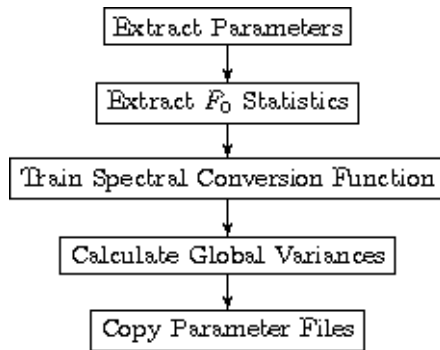 Extract Parameters
Extract F₀ Statistics
Train Spectral Conversion Function
Calculate Global Variances
Copy Parameter Files